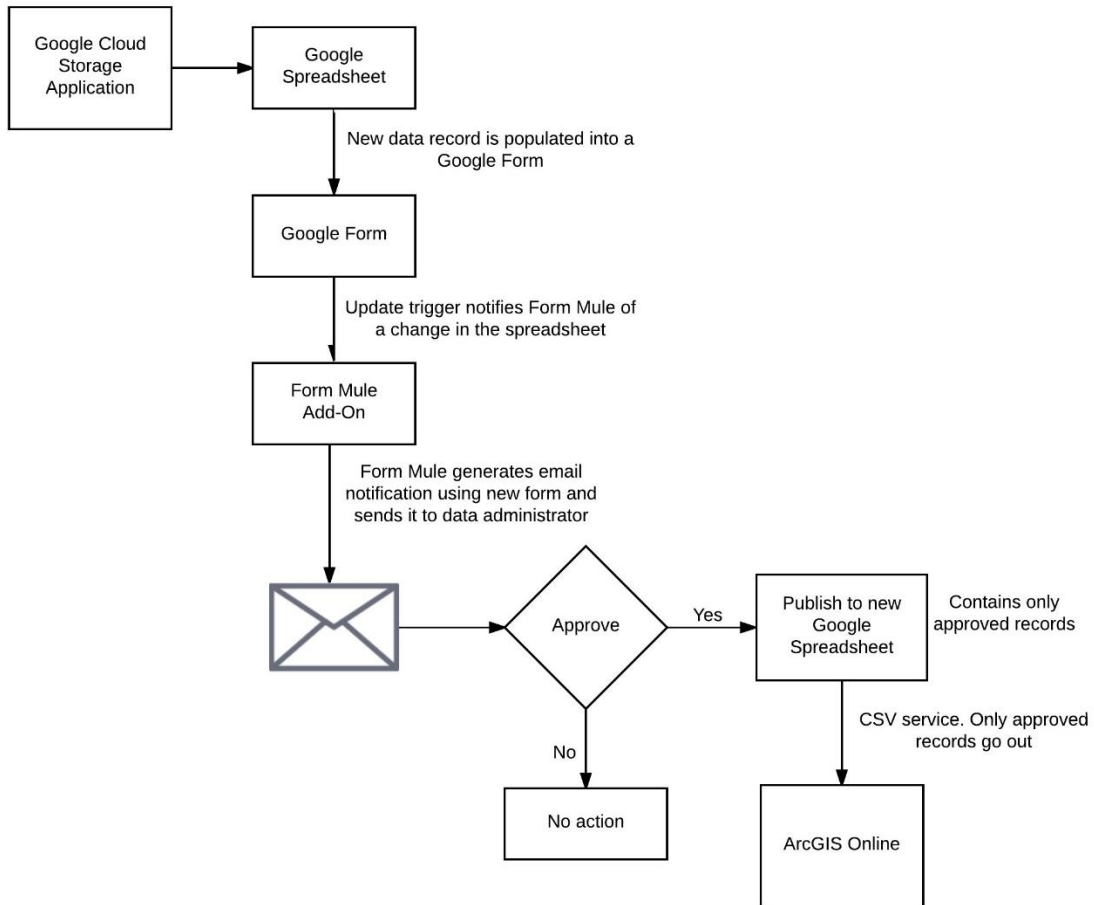 Google Cloud
Storage
Application
Google
Spreadsheet
New data record is populated into a
Google Form
Google Form
Update trigger notifies Form Mule of
a change in the spreadsheet
Form Mule
Add-On
Form Mule generates email
notification using new form and
sends it to data administrator
Approve
Yes
Publish to new
Google
Spreadsheet
Contains only
approved records
No
CSV service. Only approved
records go out
No action
ArcGIS Online